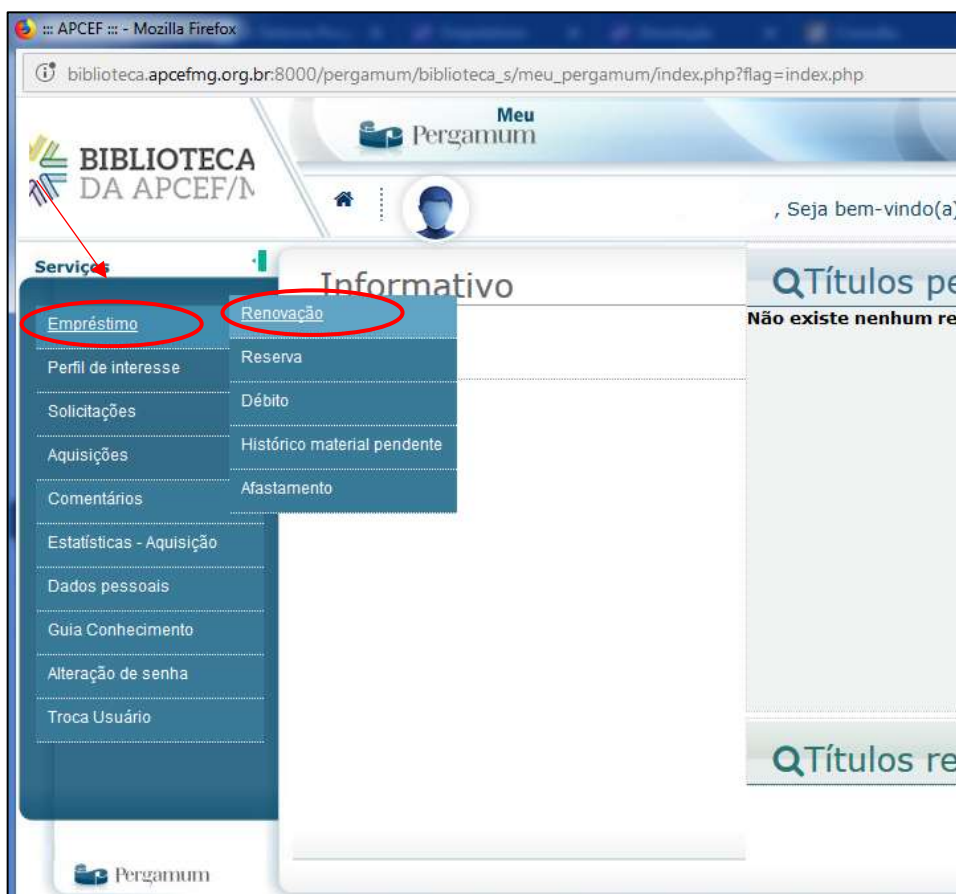 ::: APCEF ::: - Mozilla Firefox
biblioteca.apcefmg.org.br:8000/pergamum/biblioteca_s/meu_pergamum/index.php?flag=index.php
Meu
Pergamum
BIBLIOTECA
DA APCEF/M
, Seja bem-vindo(a)
Serviços
Informativo
Títulos pe
Não existe nenhum re
Empréstimo
Perfil de interesse
Solicitações
Aquisições
Comentários
Estatísticas - Aquisição
Dados pessoais
Guia Conhecimento
Alteração de senha
Troca Usuário
Renovação
Reserva
Débito
Histórico material pendente
Afastamento
Títulos re
Pergamum